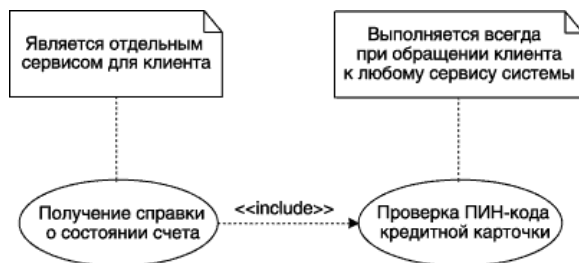 Является отдельным
сервисом для клиента
Выполняется всегда
при обращении клиента
к любому сервису системы
Получение справки
о состоянии счета
<<include>>
Проверка ПИН-кода
кредитной карточки